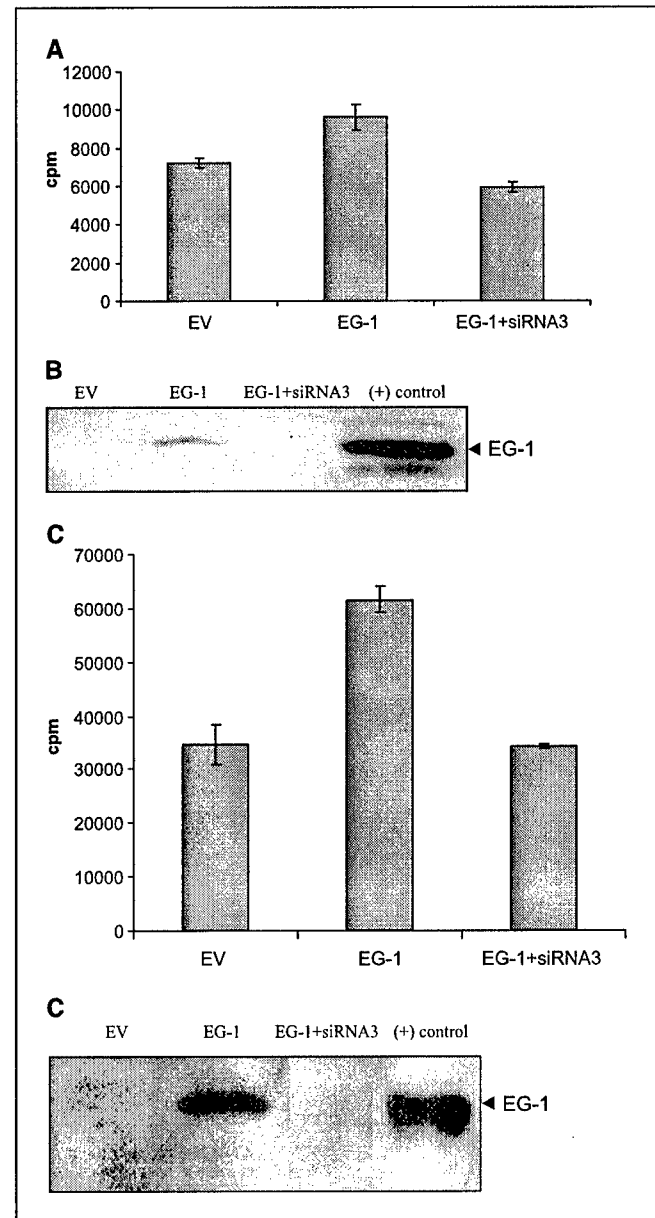 A
12000
10000
8000
6000
4000
2000
0
cpm
EV EG-1 EG-1+siRNA3
B
EV EG-1 EG-1+siRNA3 (+) control
EG-1
C
70000
60000
50000
40000
30000
20000
10000
0
cpm
EV EG-1 EG-1+siRNA3
C
EV EG-1 EG-1+siRNA3 (+) control
EG-1